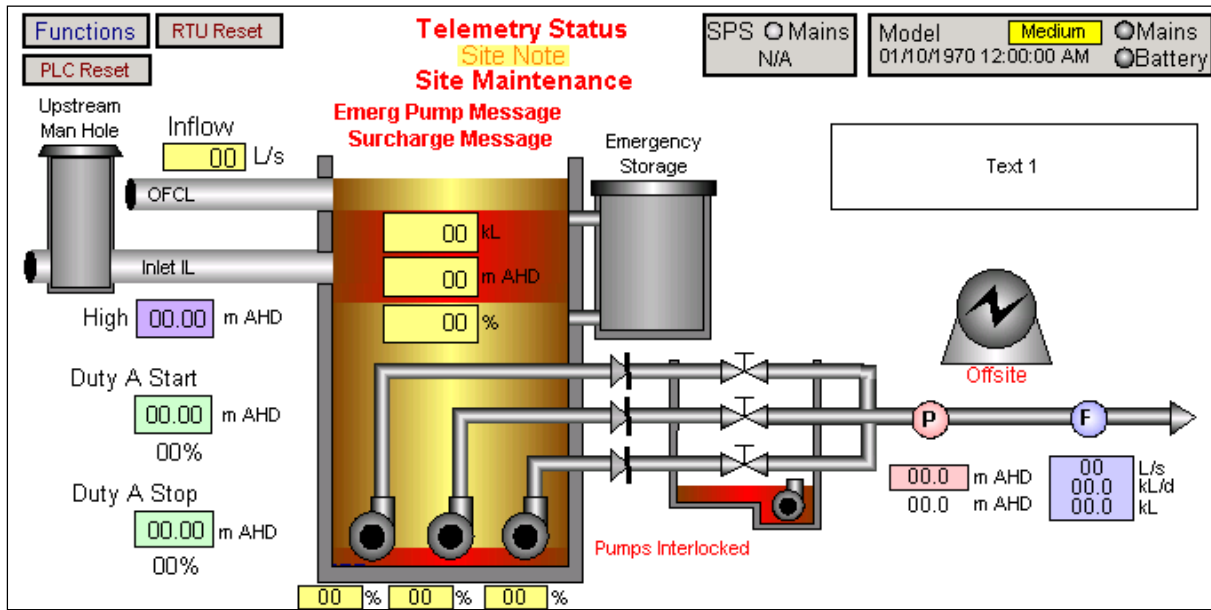 Functions
RTU Reset
PLC Reset
Telemetry Status
Site Note
Site Maintenance
SPS Mains
N/A
Model Medium Mains
01/10/1970 12:00:00 AM Battery
Upstream
Man Hole
Inflow
00 L/s
Emerg Pump Message
Surcharge Message
Emergency
Storage
Text 1
OFCL
Inlet IL
00 kL
00 m AHD
00 %
High 00.00 m AHD
Duty A Start
00.00 m AHD
00%
Duty A Stop
00.00 m AHD
00%
Offsite
P
F
00.0 m AHD
00.0 m AHD
00 L/s
00.0 kL/d
00.0 kL
Pumps Interlocked
00 % 00 % 00 %